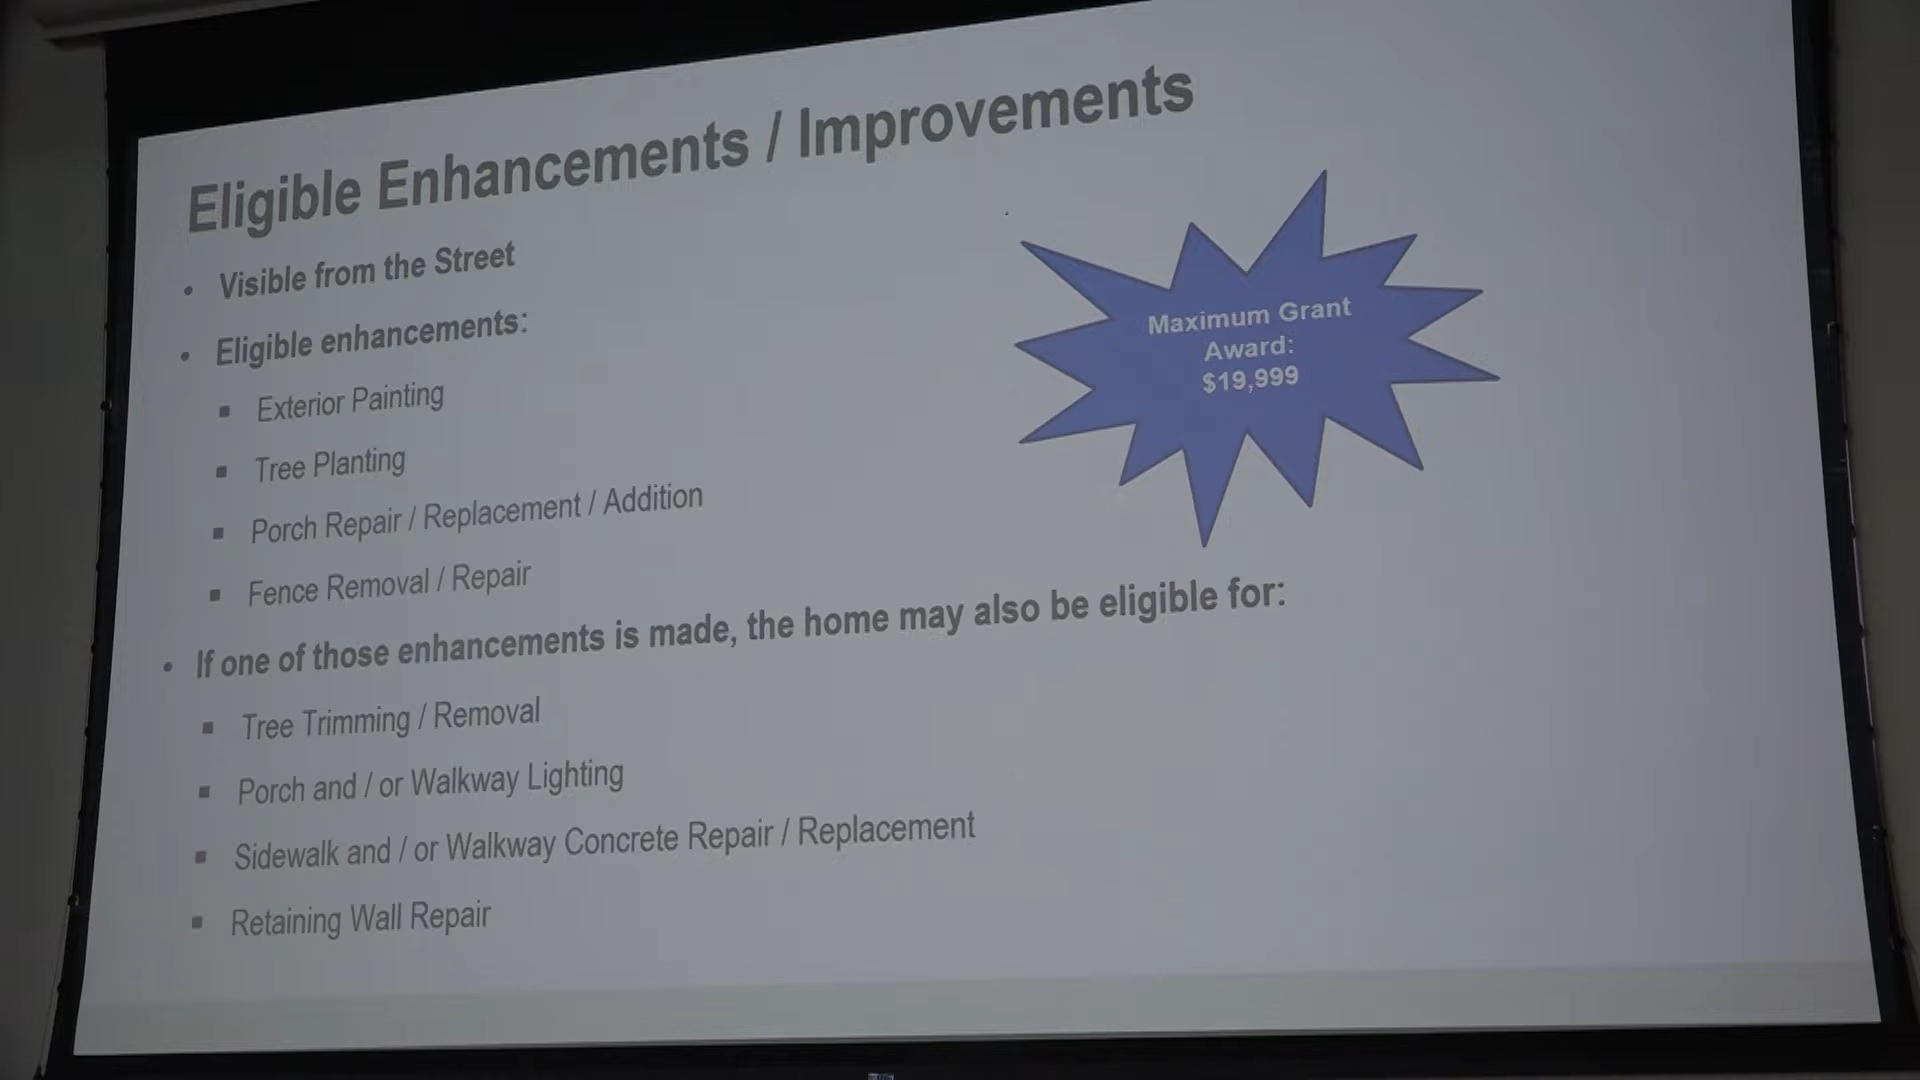 Eligible Enhancements / Improvements
• Visible from the Street
• Eligible enhancements:
▪ Exterior Painting
▪ Tree Planting
▪ Porch Repair / Replacement / Addition
▪ Fence Removal / Repair
• If one of those enhancements is made, the home may also be eligible for:
▪ Tree Trimming / Removal
▪ Porch and / or Walkway Lighting
▪ Sidewalk and / or Walkway Concrete Repair / Replacement
▪ Retaining Wall Repair
Maximum Grant
Award:
$19,999